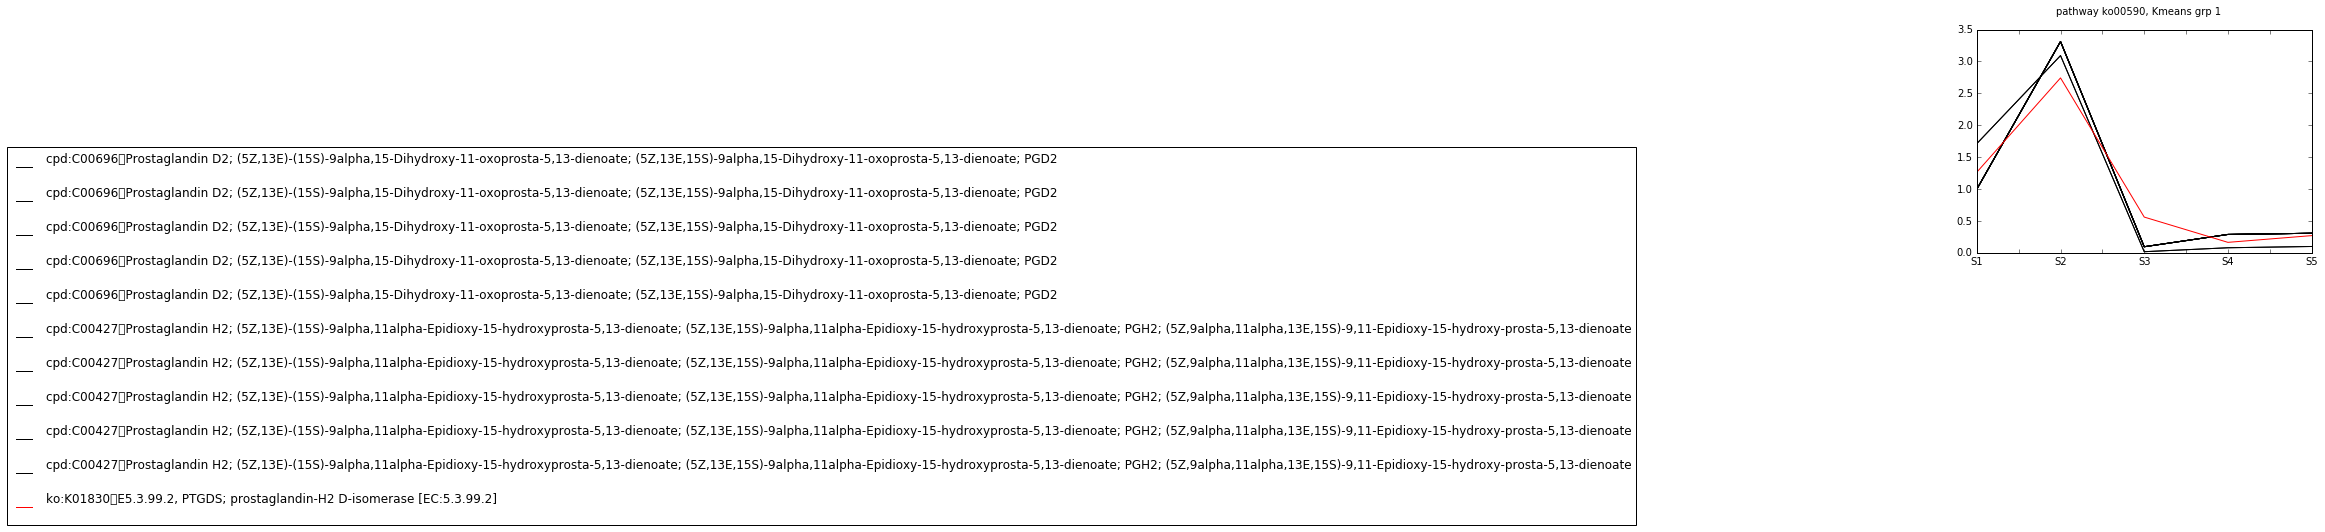 pathway ko00590, Kmeans grp 1
3.5
3.0
2.5
2.0
1.5
1.0
0.5
0.0
S1 S2 S3 S4 S5
cpd:C00696▯Prostaglandin D2; (5Z,13E)-(15S)-9alpha,15-Dihydroxy-11-oxoprosta-5,13-dienoate; (5Z,13E,15S)-9alpha,15-Dihydroxy-11-oxoprosta-5,13-dienoate; PGD2
cpd:C00696▯Prostaglandin D2; (5Z,13E)-(15S)-9alpha,15-Dihydroxy-11-oxoprosta-5,13-dienoate; (5Z,13E,15S)-9alpha,15-Dihydroxy-11-oxoprosta-5,13-dienoate; PGD2
cpd:C00696▯Prostaglandin D2; (5Z,13E)-(15S)-9alpha,15-Dihydroxy-11-oxoprosta-5,13-dienoate; (5Z,13E,15S)-9alpha,15-Dihydroxy-11-oxoprosta-5,13-dienoate; PGD2
cpd:C00696▯Prostaglandin D2; (5Z,13E)-(15S)-9alpha,15-Dihydroxy-11-oxoprosta-5,13-dienoate; (5Z,13E,15S)-9alpha,15-Dihydroxy-11-oxoprosta-5,13-dienoate; PGD2
cpd:C00696▯Prostaglandin D2; (5Z,13E)-(15S)-9alpha,15-Dihydroxy-11-oxoprosta-5,13-dienoate; (5Z,13E,15S)-9alpha,15-Dihydroxy-11-oxoprosta-5,13-dienoate; PGD2
cpd:C00427▯Prostaglandin H2; (5Z,13E)-(15S)-9alpha,11alpha-Epidioxy-15-hydroxyprosta-5,13-dienoate; (5Z,13E,15S)-9alpha,11alpha-Epidioxy-15-hydroxyprosta-5,13-dienoate; PGH2; (5Z,9alpha,11alpha,13E,15S)-9,11-Epidioxy-15-hydroxy-prosta-5,13-dienoate
cpd:C00427▯Prostaglandin H2; (5Z,13E)-(15S)-9alpha,11alpha-Epidioxy-15-hydroxyprosta-5,13-dienoate; (5Z,13E,15S)-9alpha,11alpha-Epidioxy-15-hydroxyprosta-5,13-dienoate; PGH2; (5Z,9alpha,11alpha,13E,15S)-9,11-Epidioxy-15-hydroxy-prosta-5,13-dienoate
cpd:C00427▯Prostaglandin H2; (5Z,13E)-(15S)-9alpha,11alpha-Epidioxy-15-hydroxyprosta-5,13-dienoate; (5Z,13E,15S)-9alpha,11alpha-Epidioxy-15-hydroxyprosta-5,13-dienoate; PGH2; (5Z,9alpha,11alpha,13E,15S)-9,11-Epidioxy-15-hydroxy-prosta-5,13-dienoate
cpd:C00427▯Prostaglandin H2; (5Z,13E)-(15S)-9alpha,11alpha-Epidioxy-15-hydroxyprosta-5,13-dienoate; (5Z,13E,15S)-9alpha,11alpha-Epidioxy-15-hydroxyprosta-5,13-dienoate; PGH2; (5Z,9alpha,11alpha,13E,15S)-9,11-Epidioxy-15-hydroxy-prosta-5,13-dienoate
cpd:C00427▯Prostaglandin H2; (5Z,13E)-(15S)-9alpha,11alpha-Epidioxy-15-hydroxyprosta-5,13-dienoate; (5Z,13E,15S)-9alpha,11alpha-Epidioxy-15-hydroxyprosta-5,13-dienoate; PGH2; (5Z,9alpha,11alpha,13E,15S)-9,11-Epidioxy-15-hydroxy-prosta-5,13-dienoate
ko:K01830▯E5.3.99.2, PTGDS; prostaglandin-H2 D-isomerase [EC:5.3.99.2]